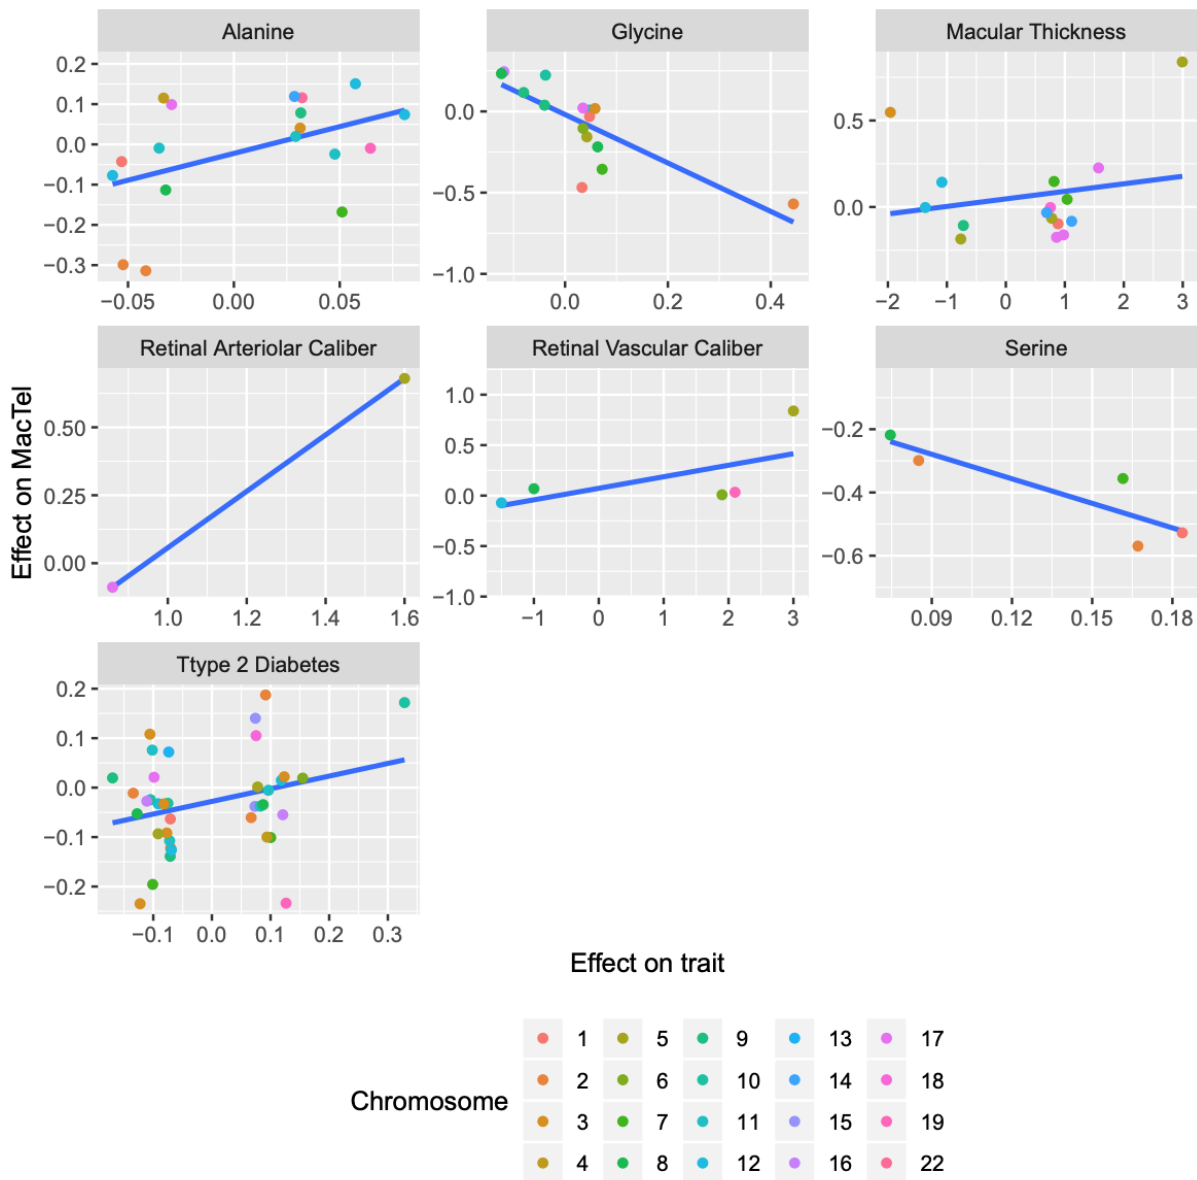 Alanine
Glycine
Macular Thickness
0.2
0.1
0.0
−0.1
−0.2
−0.3
−0.05 0.00 0.05
0.0
−0.5
−1.0
0.0 0.2 0.4
0.5
0.0
−2 −1 0 1 2 3
Retinal Arteriolar Caliber
Retinal Vascular Caliber
Serine
0.50
0.25
0.00
1.0 1.2 1.4 1.6
1.0
0.5
0.0
−0.5
−1.0
−1 0 1 2 3
−0.2
−0.4
−0.6
0.09 0.12 0.15 0.18
Effect on MacTel
Ttype 2 Diabetes
0.2
0.1
0.0
−0.1
−0.2
−0.1 0.0 0.1 0.2 0.3
Effect on trait
Chromosome
1 5 9 13 17
2 6 10 14 18
3 7 11 15 19
4 8 12 16 22